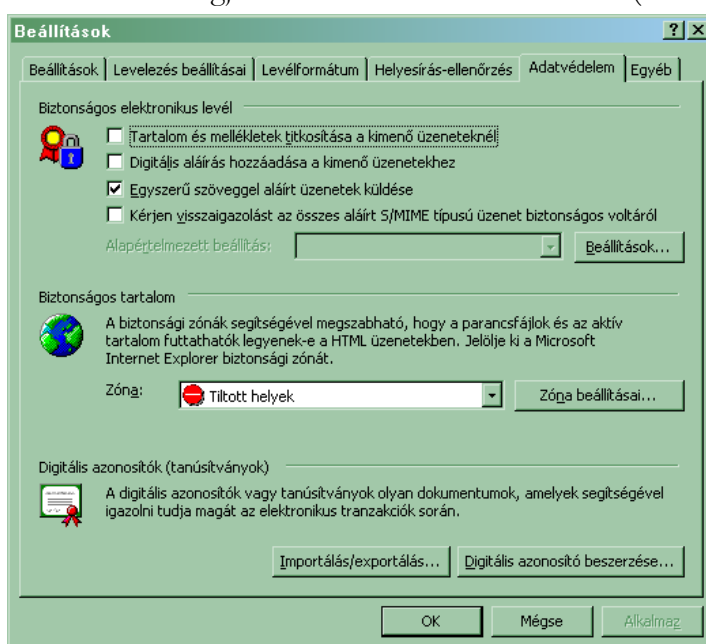 Beállítások
Beállítások Levelezés beállításai Levélformátum Helyesírás-ellenőrzés Adatvédelem Egyéb
Biztonságos elektronikus levél
Tartalom és mellékletek titkosítása a kimenő üzeneteknél
Digitális aláírás hozzáadása a kimenő üzenetekhez
Egyszerű szöveggel aláírt üzenetek küldése
Kérjen visszaigazolást az összes aláírt S/MIME típusú üzenet biztonságos voltáról
Alapértelmezett beállítás: Beállítások...
Biztonságos tartalom
A biztonsági zónák segítségével megszabható, hogy a parancsfájlok és az aktív
tartalom futtathatók legyenek-e a HTML üzenetekben. Jelölje ki a Microsoft
Internet Explorer biztonsági zónát.
Zóna: Tiltott helyek Zóna beállításai...
Digitális azonosítók (tanúsítványok)
A digitális azonosítók vagy tanúsítványok olyan dokumentumok, amelyek segítségével
igazolni tudja magát az elektronikus tranzakciók során.
Importálás/exportálás... Digitális azonosító beszerzése...
OK Mégse Alkalmaz